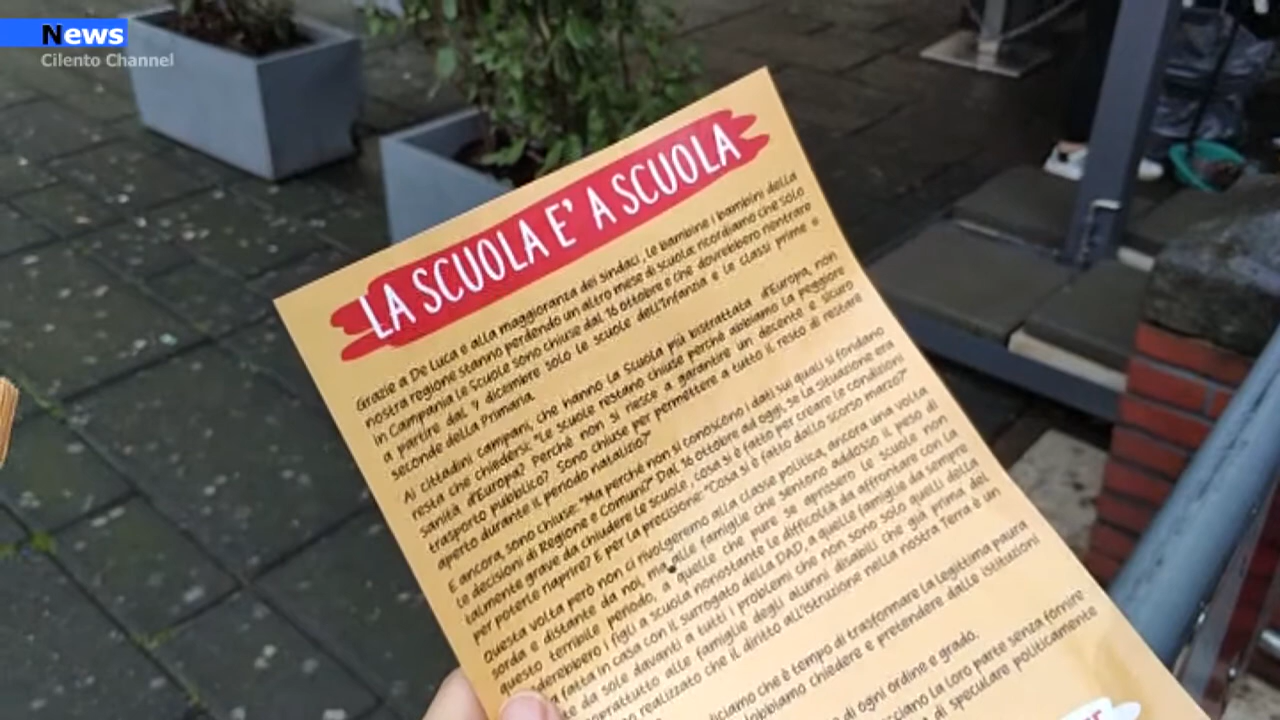 News
Cilento Channel
LA SCUOLA E' A SCUOLA
Grazie a De Luca e alla maggioranza dei sindaci, le bambine i bambini della
nostra regione stanno perdendo un altro mese di scuola: ricordiamo che solo
in Campania le scuole sono chiuse dal 16 ottobre e che dovrebbero rientrare
a partire dal 9 dicembre solo le scuole dell'Infanzia e le classi prime e
seconde della Primaria.
Ai cittadini campani, che hanno la Scuola più bistrattata d'Europa, non
resta che chiedersi: "Le scuole restano chiuse perché abbiamo la peggiore
sanità d'Europa? Perché non si riesce a garantire un decente e sicuro
trasporto pubblico? Sono chiuse per permettere a tutto il resto di restare
aperto durante il periodo natalizio?"
E ancora, sono chiuse: "Ma perché non si conoscono i dati sui quali si fondano
le decisioni di Regione e Comuni?" Dal 16 ottobre ad oggi, se la situazione era
talmente grave da chiudere le scuole, cosa si è fatto per creare le condizioni
per poterle riaprire? E per la precisione: "Cosa si è fatto dallo scorso marzo?"
Questa volta però non ci rivolgeremo alla classe politica, ancora una volta
sorda e distante da noi, ma alle famiglie che sentono addosso il peso di
questo terribile periodo, a quelle che pure se aprissero le Scuole non
derebbero i figli a scuola nonostante le difficoltà da affrontare con la
fatta in casa con il surrogato della DAD, a quelle famiglie da sempre
te da sole davanti a tutti i problemi che non sono solo quelli della
soprattutto alle famiglie degli alunni disabili che già prima del
no realizzato che il diritto all'istruzione nella nostra Terra è un
diciamo che è tempo di trasformare la legittima paura
dobbiamo chiedere e pretendere dalle istituzioni
di ogni ordine e grado.
cciano la loro parte senza fornire
di speculare politicamente